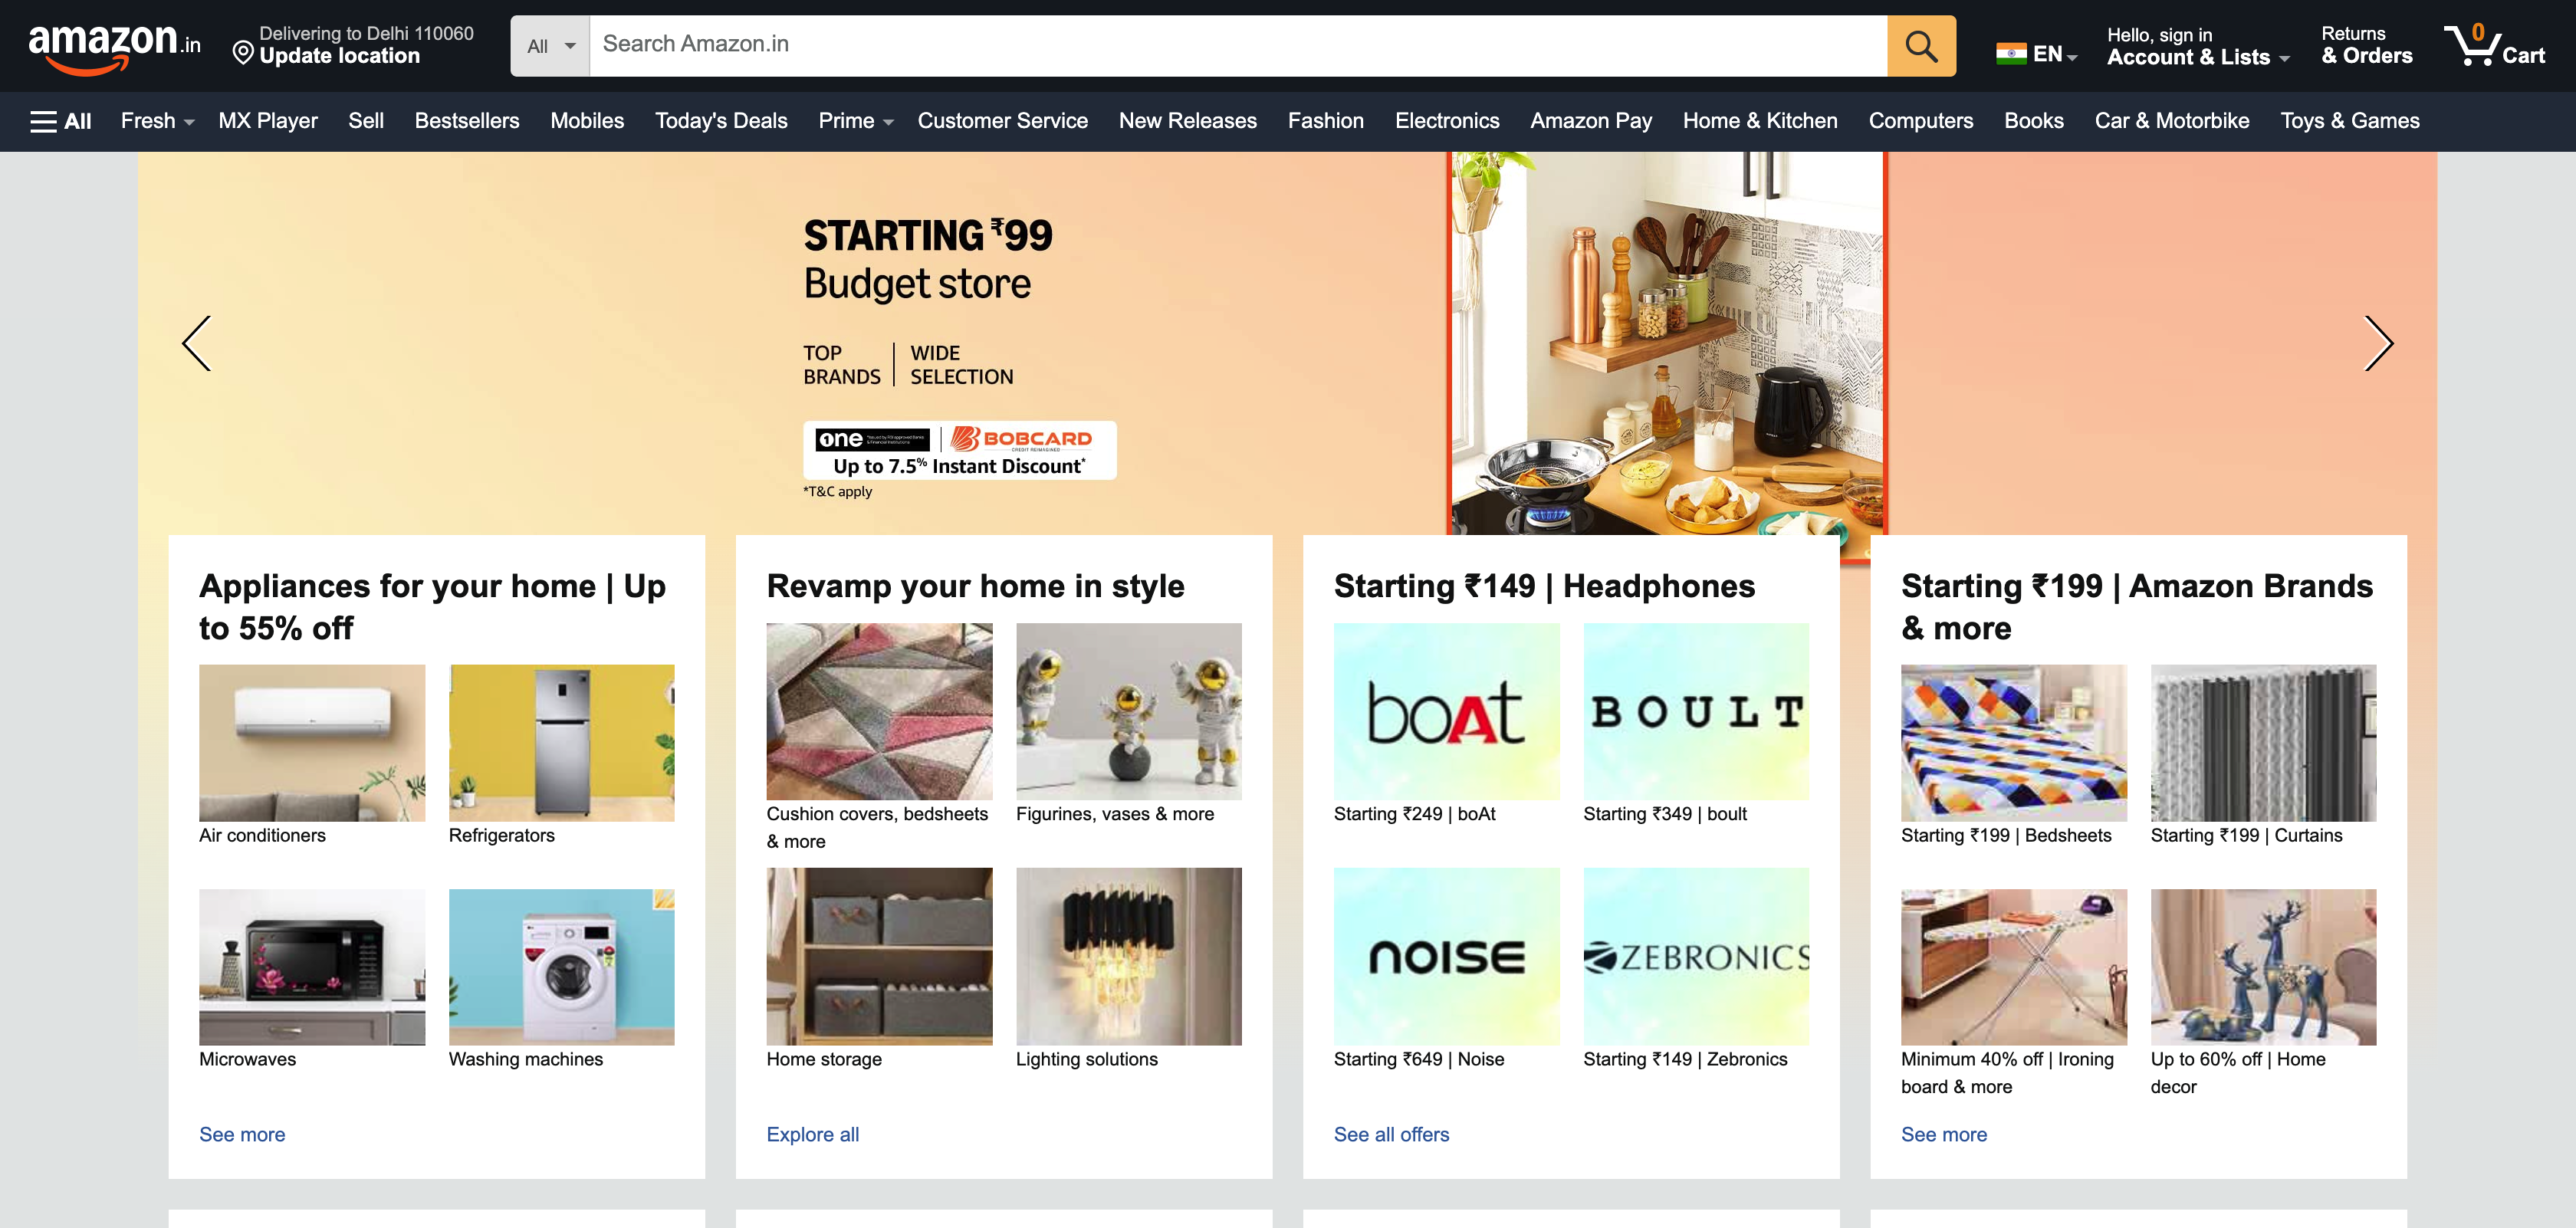 amazon.in
Delivering to Delhi 110060
Update location
All
Search Amazon.in
EN
Hello, sign in
Account & Lists
Returns
& Orders
0
Cart
All
Fresh
MX Player
Sell
Bestsellers
Mobiles
Today's Deals
Prime
Customer Service
New Releases
Fashion
Electronics
Amazon Pay
Home & Kitchen
Computers
Books
Car & Motorbike
Toys & Games
STARTING ₹99
Budget store
TOP
BRANDS
WIDE
SELECTION
one
BOBCARD
CREDIT REIMAGINED
Up to 7.5% Instant Discount*
*T&C apply
Appliances for your home | Up
to 55% off
Air conditioners
Refrigerators
Microwaves
Washing machines
See more
Revamp your home in style
Cushion covers, bedsheets
& more
Figurines, vases & more
Home storage
Lighting solutions
Explore all
Starting ₹149 | Headphones
boAt
BOULT
Starting ₹249 | boAt
Starting ₹349 | boult
NOISE
ZEBRONICS
Starting ₹649 | Noise
Starting ₹149 | Zebronics
See all offers
Starting ₹199 | Amazon Brands
& more
Starting ₹199 | Bedsheets
Starting ₹199 | Curtains
Minimum 40% off | Ironing
board & more
Up to 60% off | Home
decor
See more